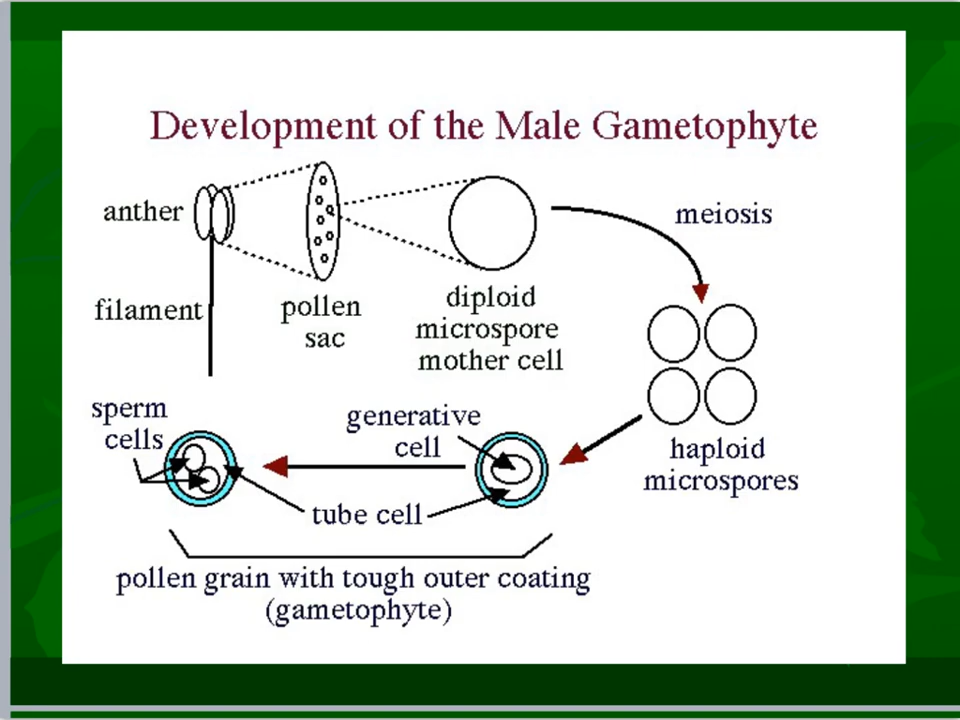 Development of the Male Gametophyte
anther
filament
pollen
sac
diploid
microspore
mother cell
meiosis
haploid
microspores
generative
cell
sperm
cells
tube cell
pollen grain with tough outer coating
(gametophyte)